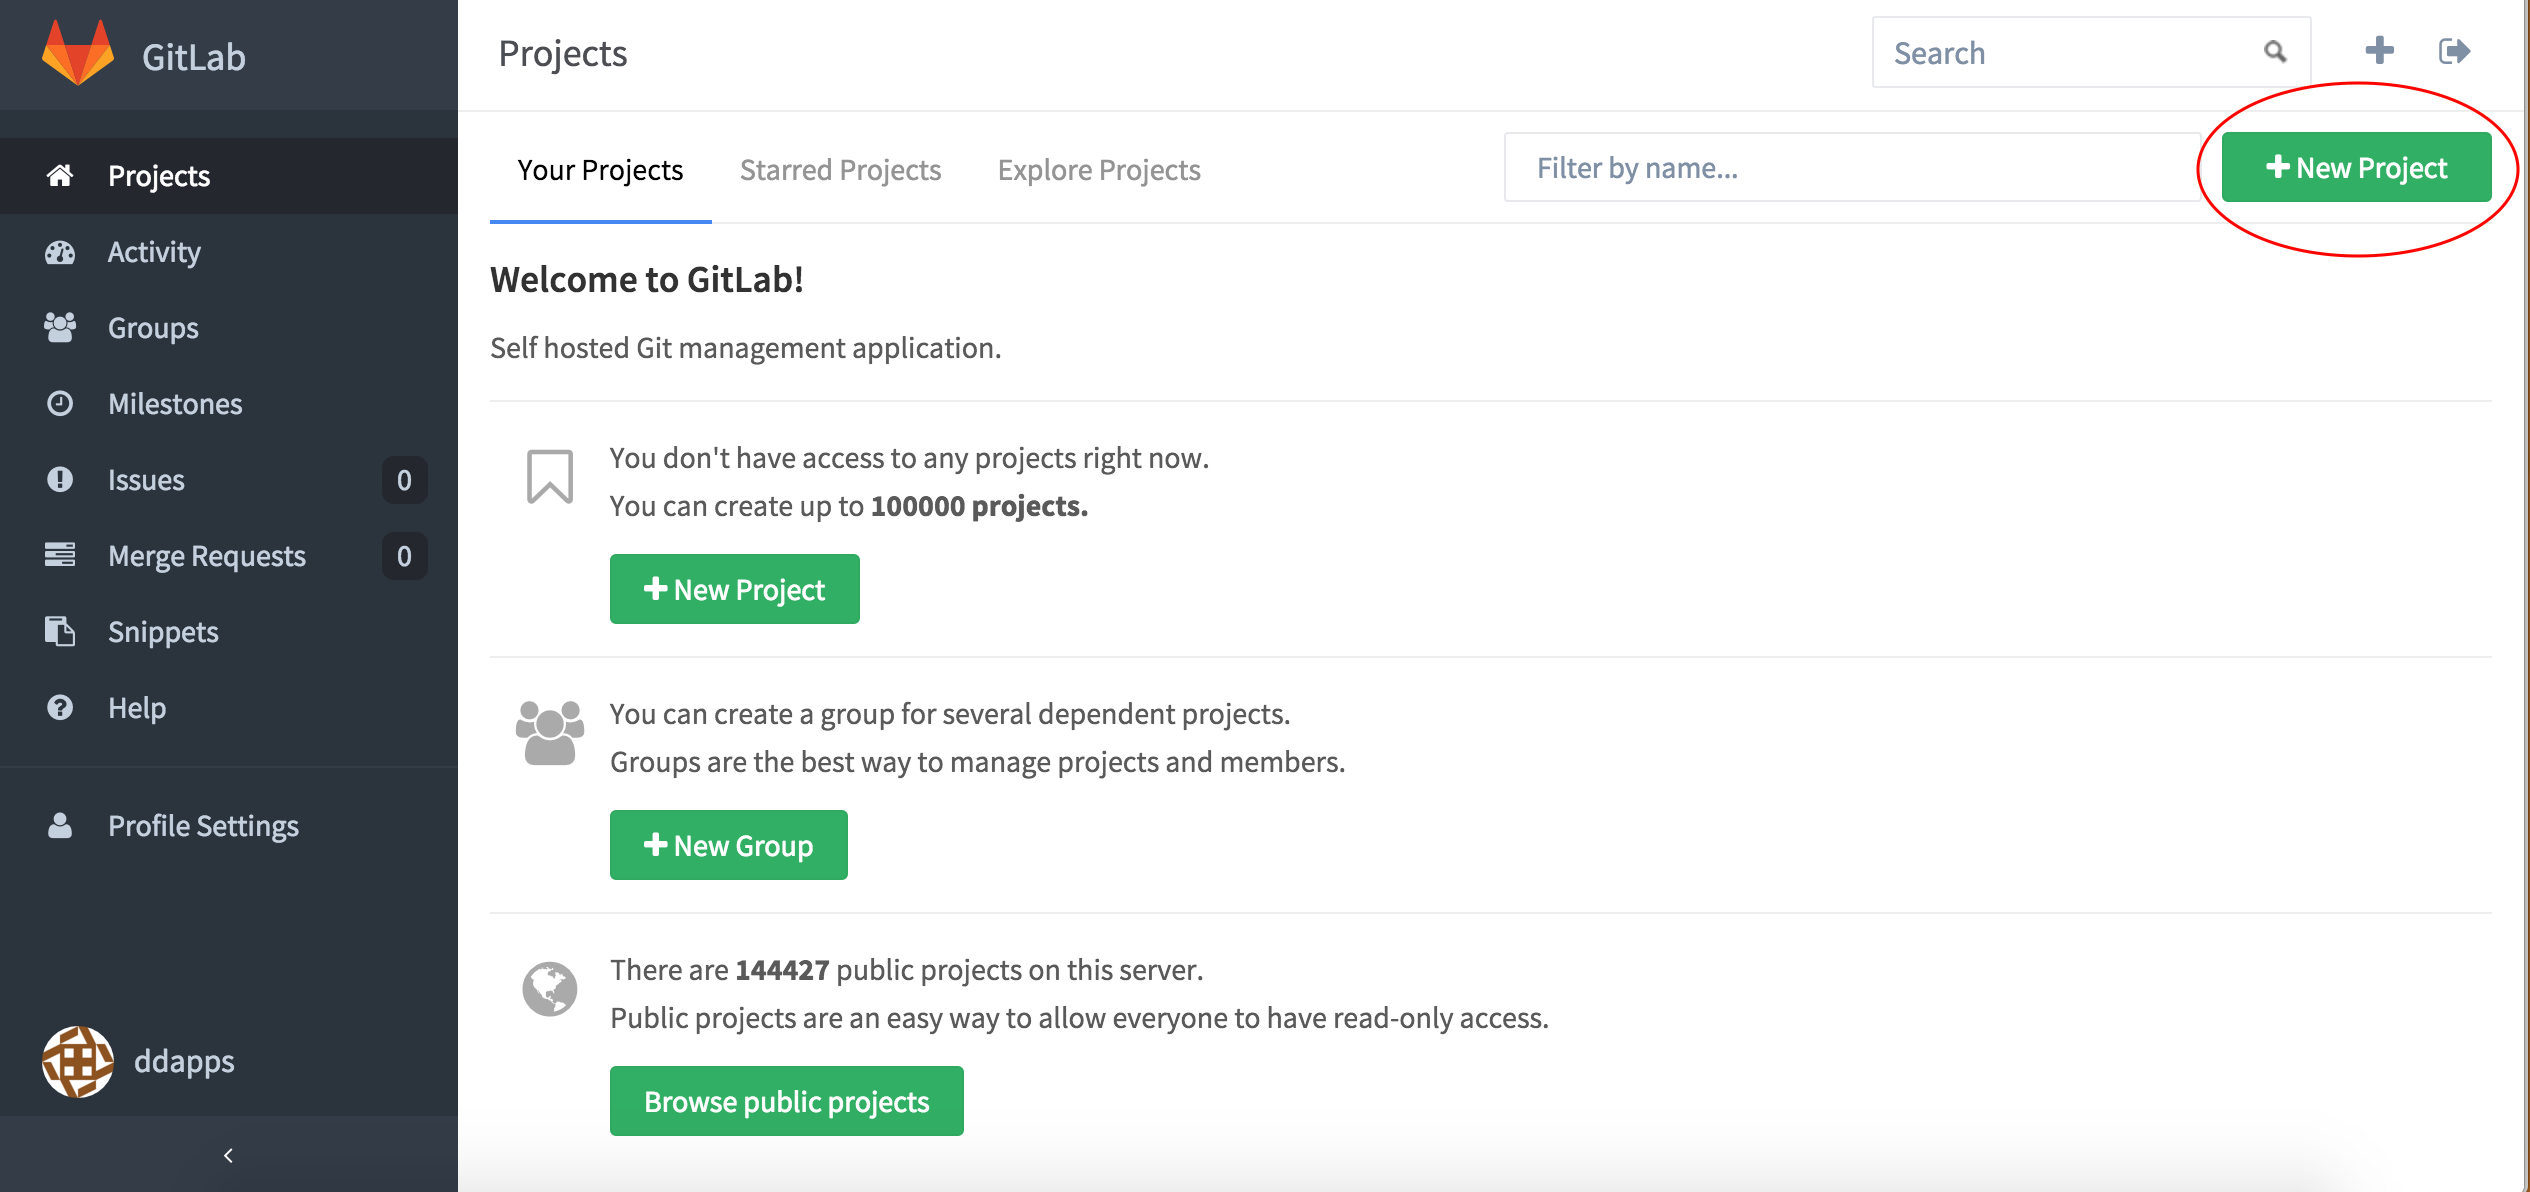 GitLab
Projects
Activity
Groups
Milestones
Issues 0
Merge Requests 0
Snippets
Help
Profile Settings
ddapps
Projects
Search
Your Projects
Starred Projects
Explore Projects
Filter by name...
New Project
Welcome to GitLab!
Self hosted Git management application.
You don't have access to any projects right now.
You can create up to 100000 projects.
New Project
You can create a group for several dependent projects.
Groups are the best way to manage projects and members.
New Group
There are 144427 public projects on this server.
Public projects are an easy way to allow everyone to have read-only access.
Browse public projects